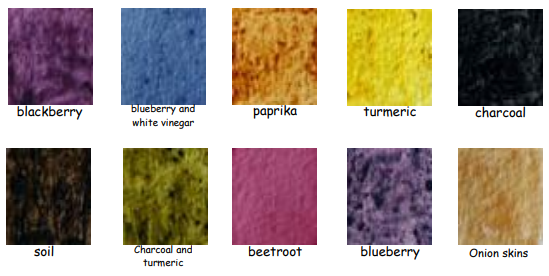 blackberry
blueberry and
white vinegar
paprika
turmeric
charcoal
soil
Charcoal and
turmeric
beetroot
blueberry
Onion skins